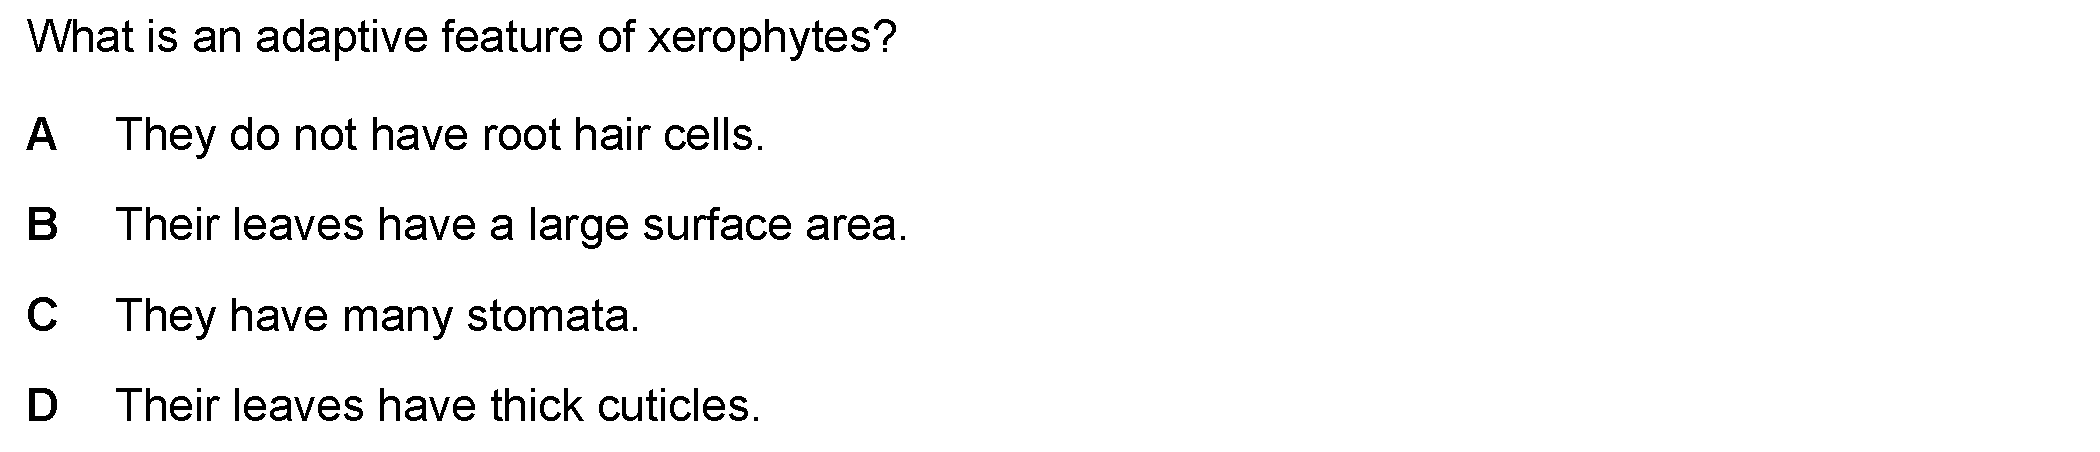 What is an adaptive feature of xerophytes?
A They do not have root hair cells.
B Their leaves have a large surface area.
C They have many stomata.
D Their leaves have thick cuticles.